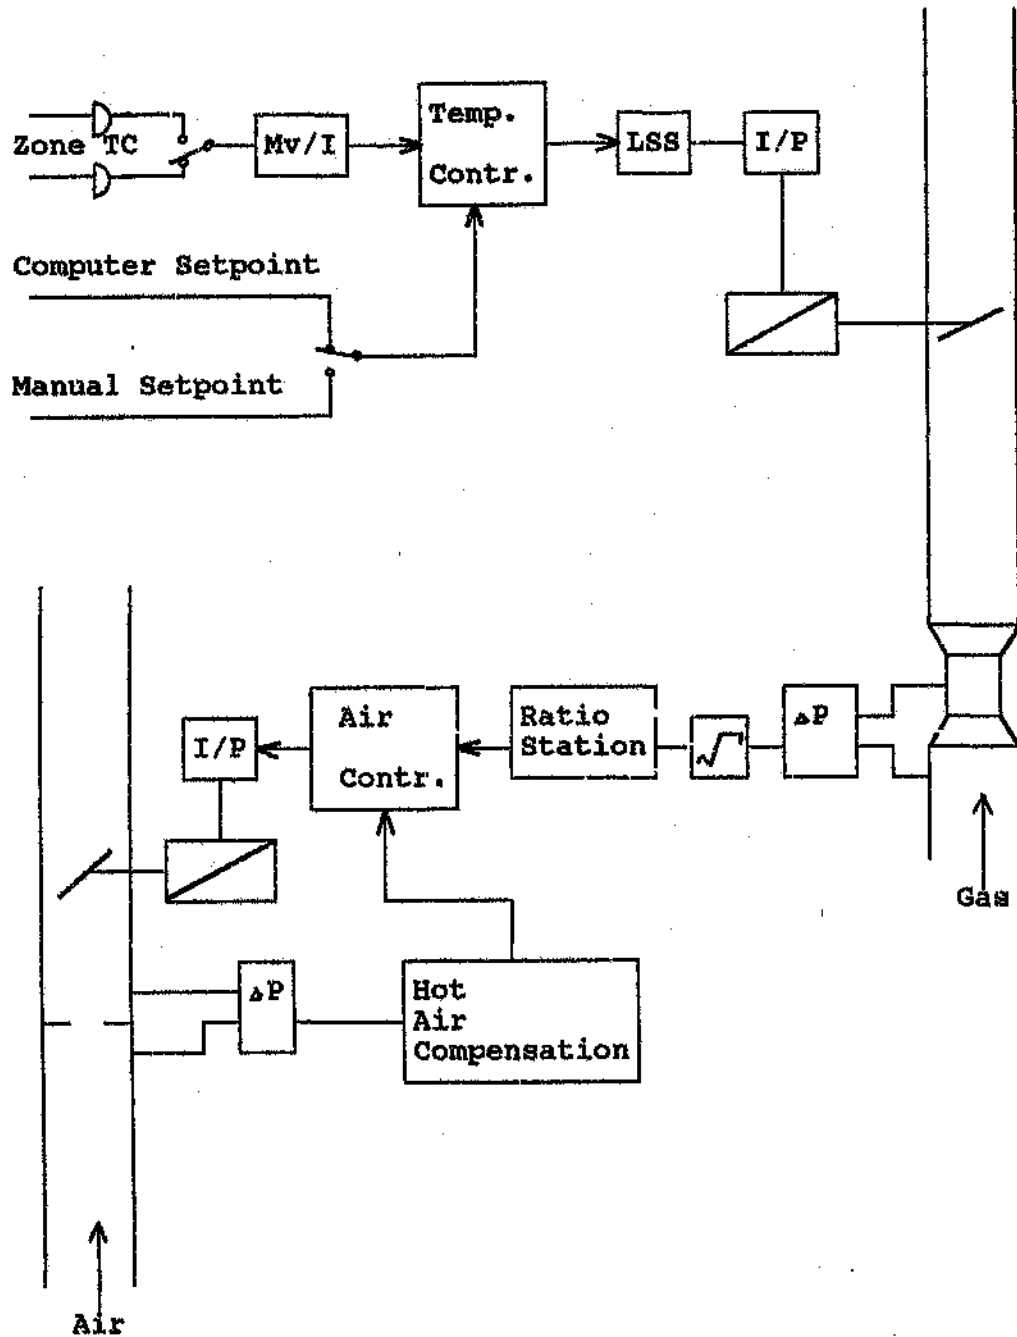 Temp.
Contr.
Zone TC
Mv/I
LSS
I/P
Computer Setpoint
Manual Setpoint
Air
Contr.
Ratio
Station
√
ΔP
I/P
Gas
ΔP
Hot
Air
Compensation
Air